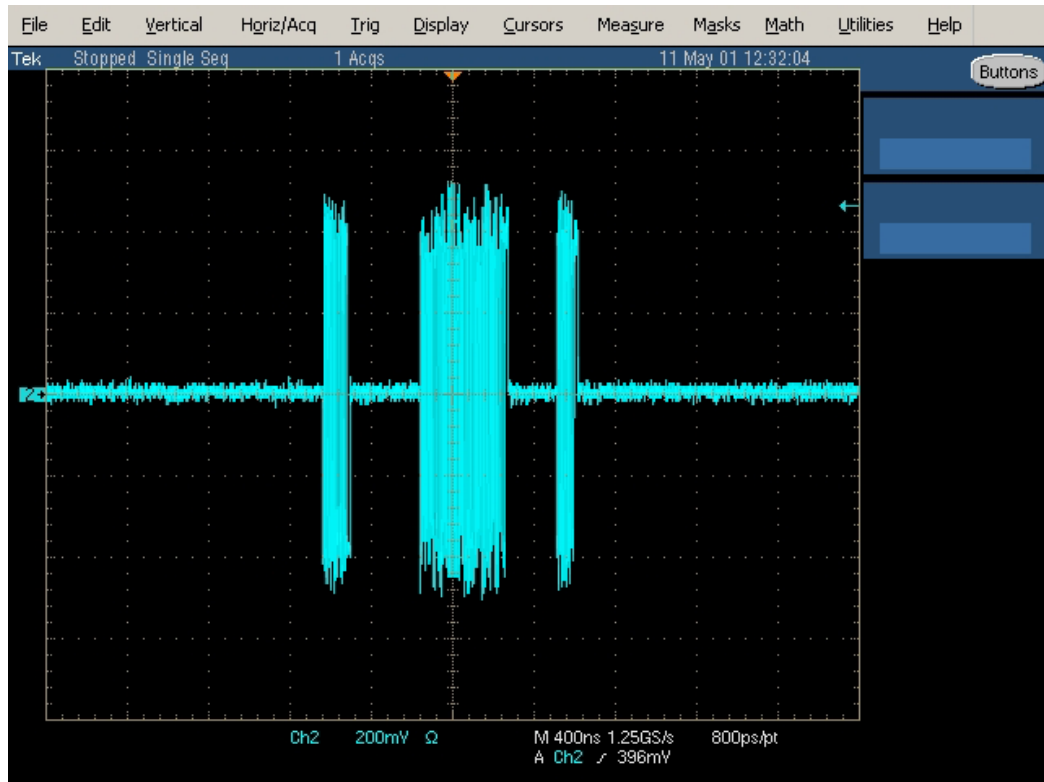 File Edit Vertical Horiz/Acq Trig Display Cursors Measure Masks Math Utilities Help
Tek Stopped Single Seq 1 Acqs 11 May 01 12:32:04
Buttons
2
Ch2 200mV Ω M 400ns 1.25GS/s 800ps/pt
A Ch2 ∕ 396mV